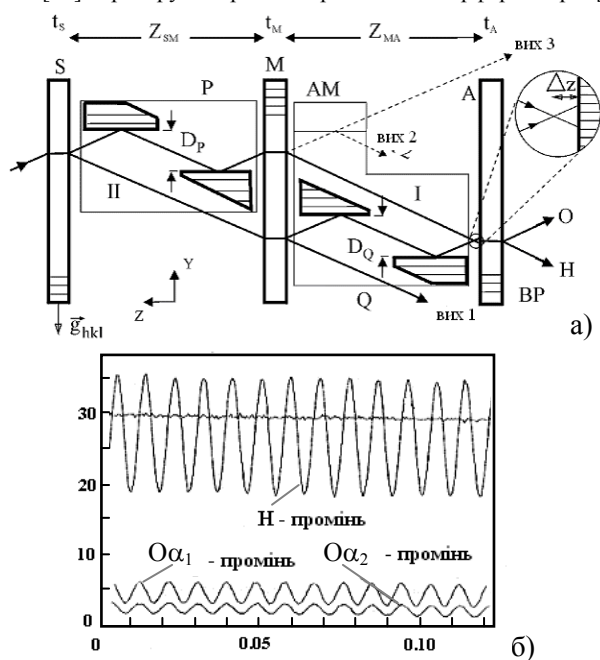 t_S Z_SM t_M Z_MA t_A
S M A
P AM
вих 3
Δz
D_P
вих 2
II I
D_Q
O
H
Y
Z
Q
вих 1
BP
g⃗_hkl
а)
30
20
H - промінь
10
Oα₁ - промінь Oα₂ - промінь
0
0 0.05 0.10
б)